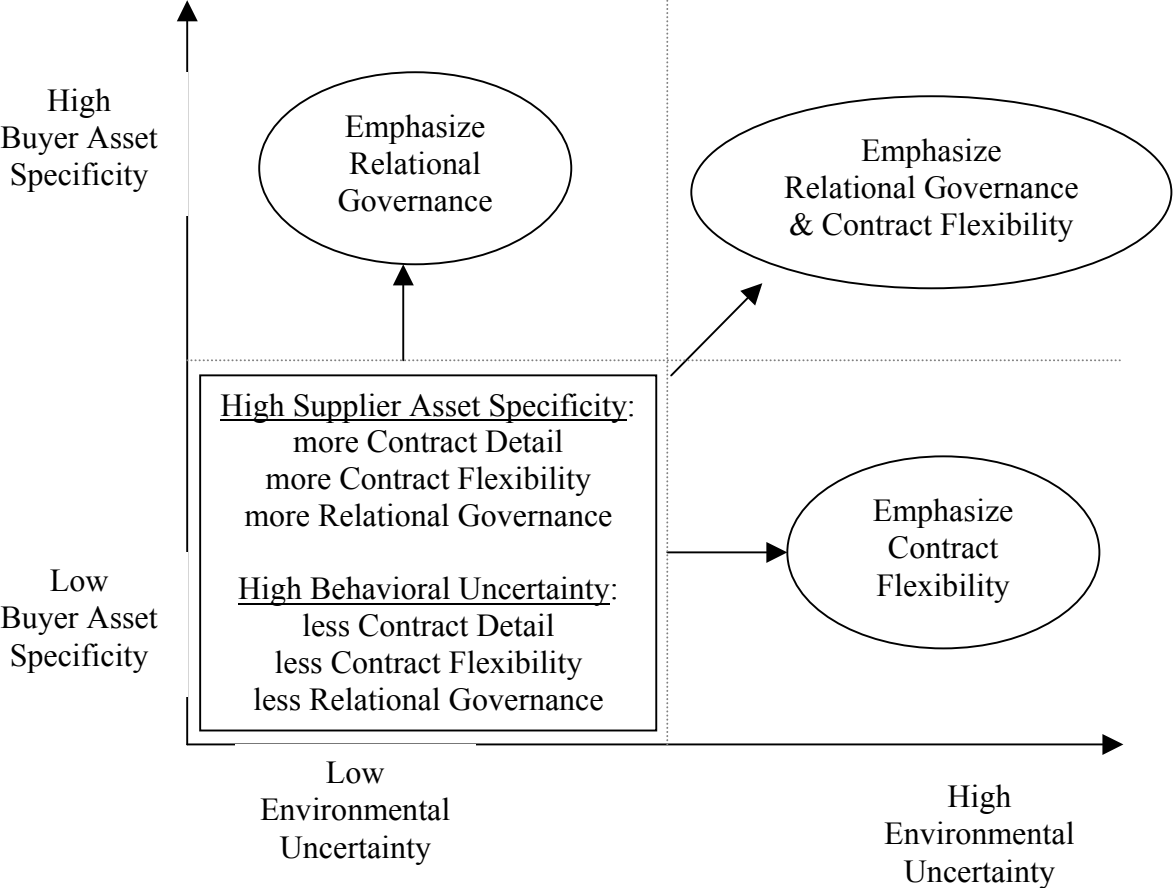 High
Buyer Asset
Specificity
Emphasize
Relational
Governance
Emphasize
Relational Governance
& Contract Flexibility
High Supplier Asset Specificity:
more Contract Detail
more Contract Flexibility
more Relational Governance
High Behavioral Uncertainty:
less Contract Detail
less Contract Flexibility
less Relational Governance
Emphasize
Contract
Flexibility
Low
Buyer Asset
Specificity
Low
Environmental
Uncertainty
High
Environmental
Uncertainty